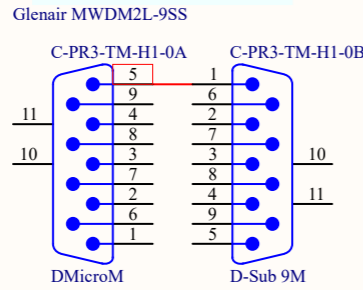 Glenair MWDM2L-9SS
C-PR3-TM-H1-0A C-PR3-TM-H1-0B
5 1
9 6
11 4 2
8 7
10 3 3 10
7 8
2 4 11
6 9
1 5
DMicroM D-Sub 9M